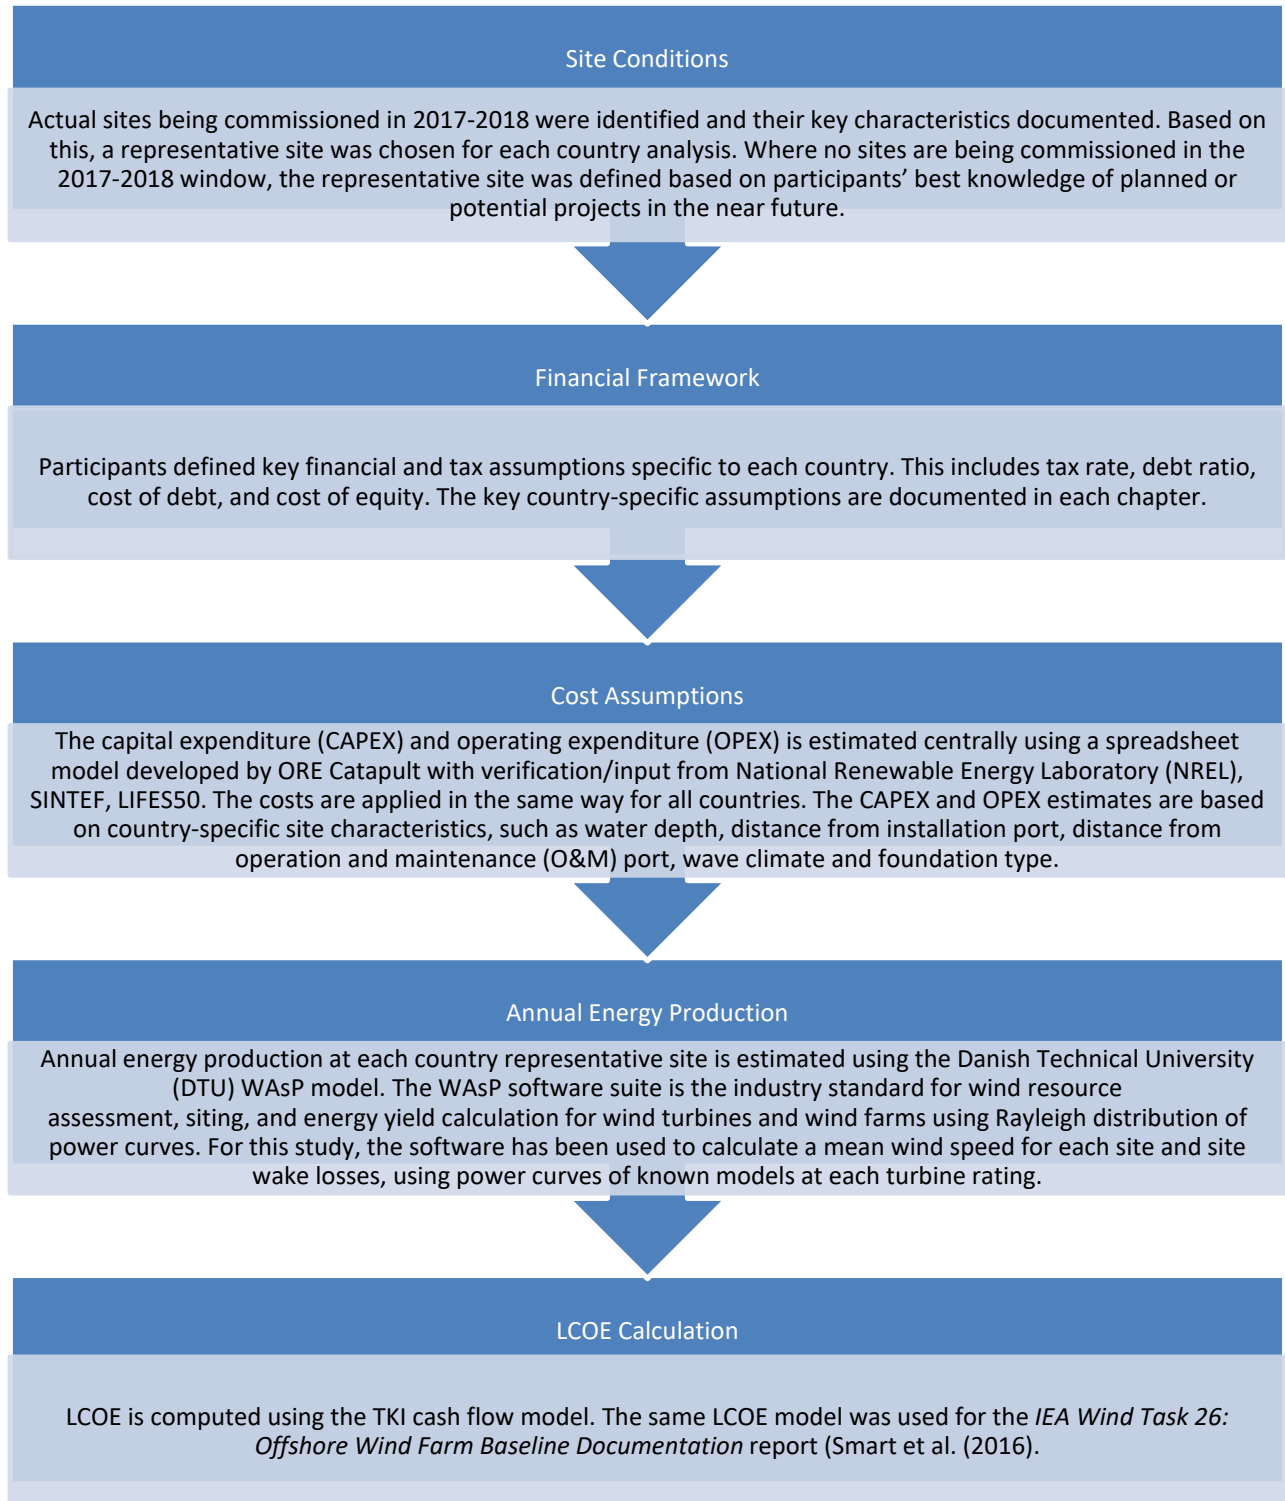 Site Conditions
Actual sites being commissioned in 2017-2018 were identified and their key characteristics documented. Based on
this, a representative site was chosen for each country analysis. Where no sites are being commissioned in the
2017-2018 window, the representative site was defined based on participants’ best knowledge of planned or
potential projects in the near future.
Financial Framework
Participants defined key financial and tax assumptions specific to each country. This includes tax rate, debt ratio,
cost of debt, and cost of equity. The key country-specific assumptions are documented in each chapter.
Cost Assumptions
The capital expenditure (CAPEX) and operating expenditure (OPEX) is estimated centrally using a spreadsheet
model developed by ORE Catapult with verification/input from National Renewable Energy Laboratory (NREL),
SINTEF, LIFES50. The costs are applied in the same way for all countries. The CAPEX and OPEX estimates are based
on country-specific site characteristics, such as water depth, distance from installation port, distance from
operation and maintenance (O&M) port, wave climate and foundation type.
Annual Energy Production
Annual energy production at each country representative site is estimated using the Danish Technical University
(DTU) WAsP model. The WAsP software suite is the industry standard for wind resource
assessment, siting, and energy yield calculation for wind turbines and wind farms using Rayleigh distribution of
power curves. For this study, the software has been used to calculate a mean wind speed for each site and site
wake losses, using power curves of known models at each turbine rating.
LCOE Calculation
LCOE is computed using the TKI cash flow model. The same LCOE model was used for the IEA Wind Task 26:
Offshore Wind Farm Baseline Documentation report (Smart et al. (2016).